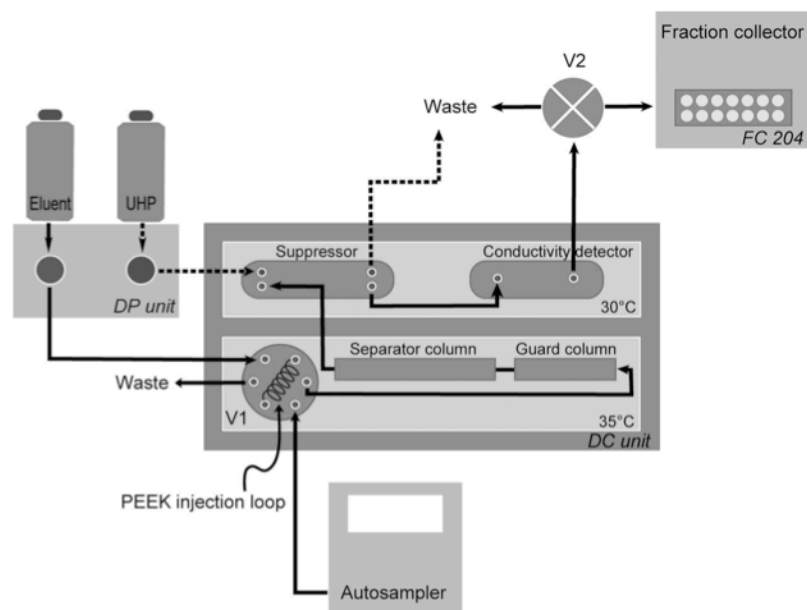 Fraction collector
V2
Waste
FC 204
Eluent
UHP
DP unit
Suppressor
Conductivity detector
30°C
Separator column
Guard column
Waste
V1
35°C
DC unit
PEEK injection loop
Autosampler